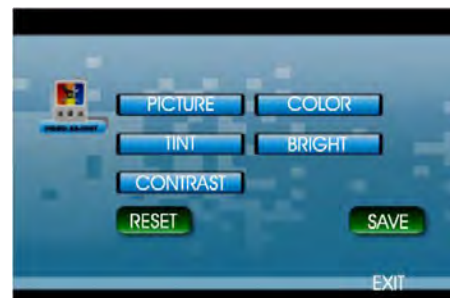 PICTURE COLOR
TINT BRIGHT
CONTRAST
RESET SAVE
EXIT